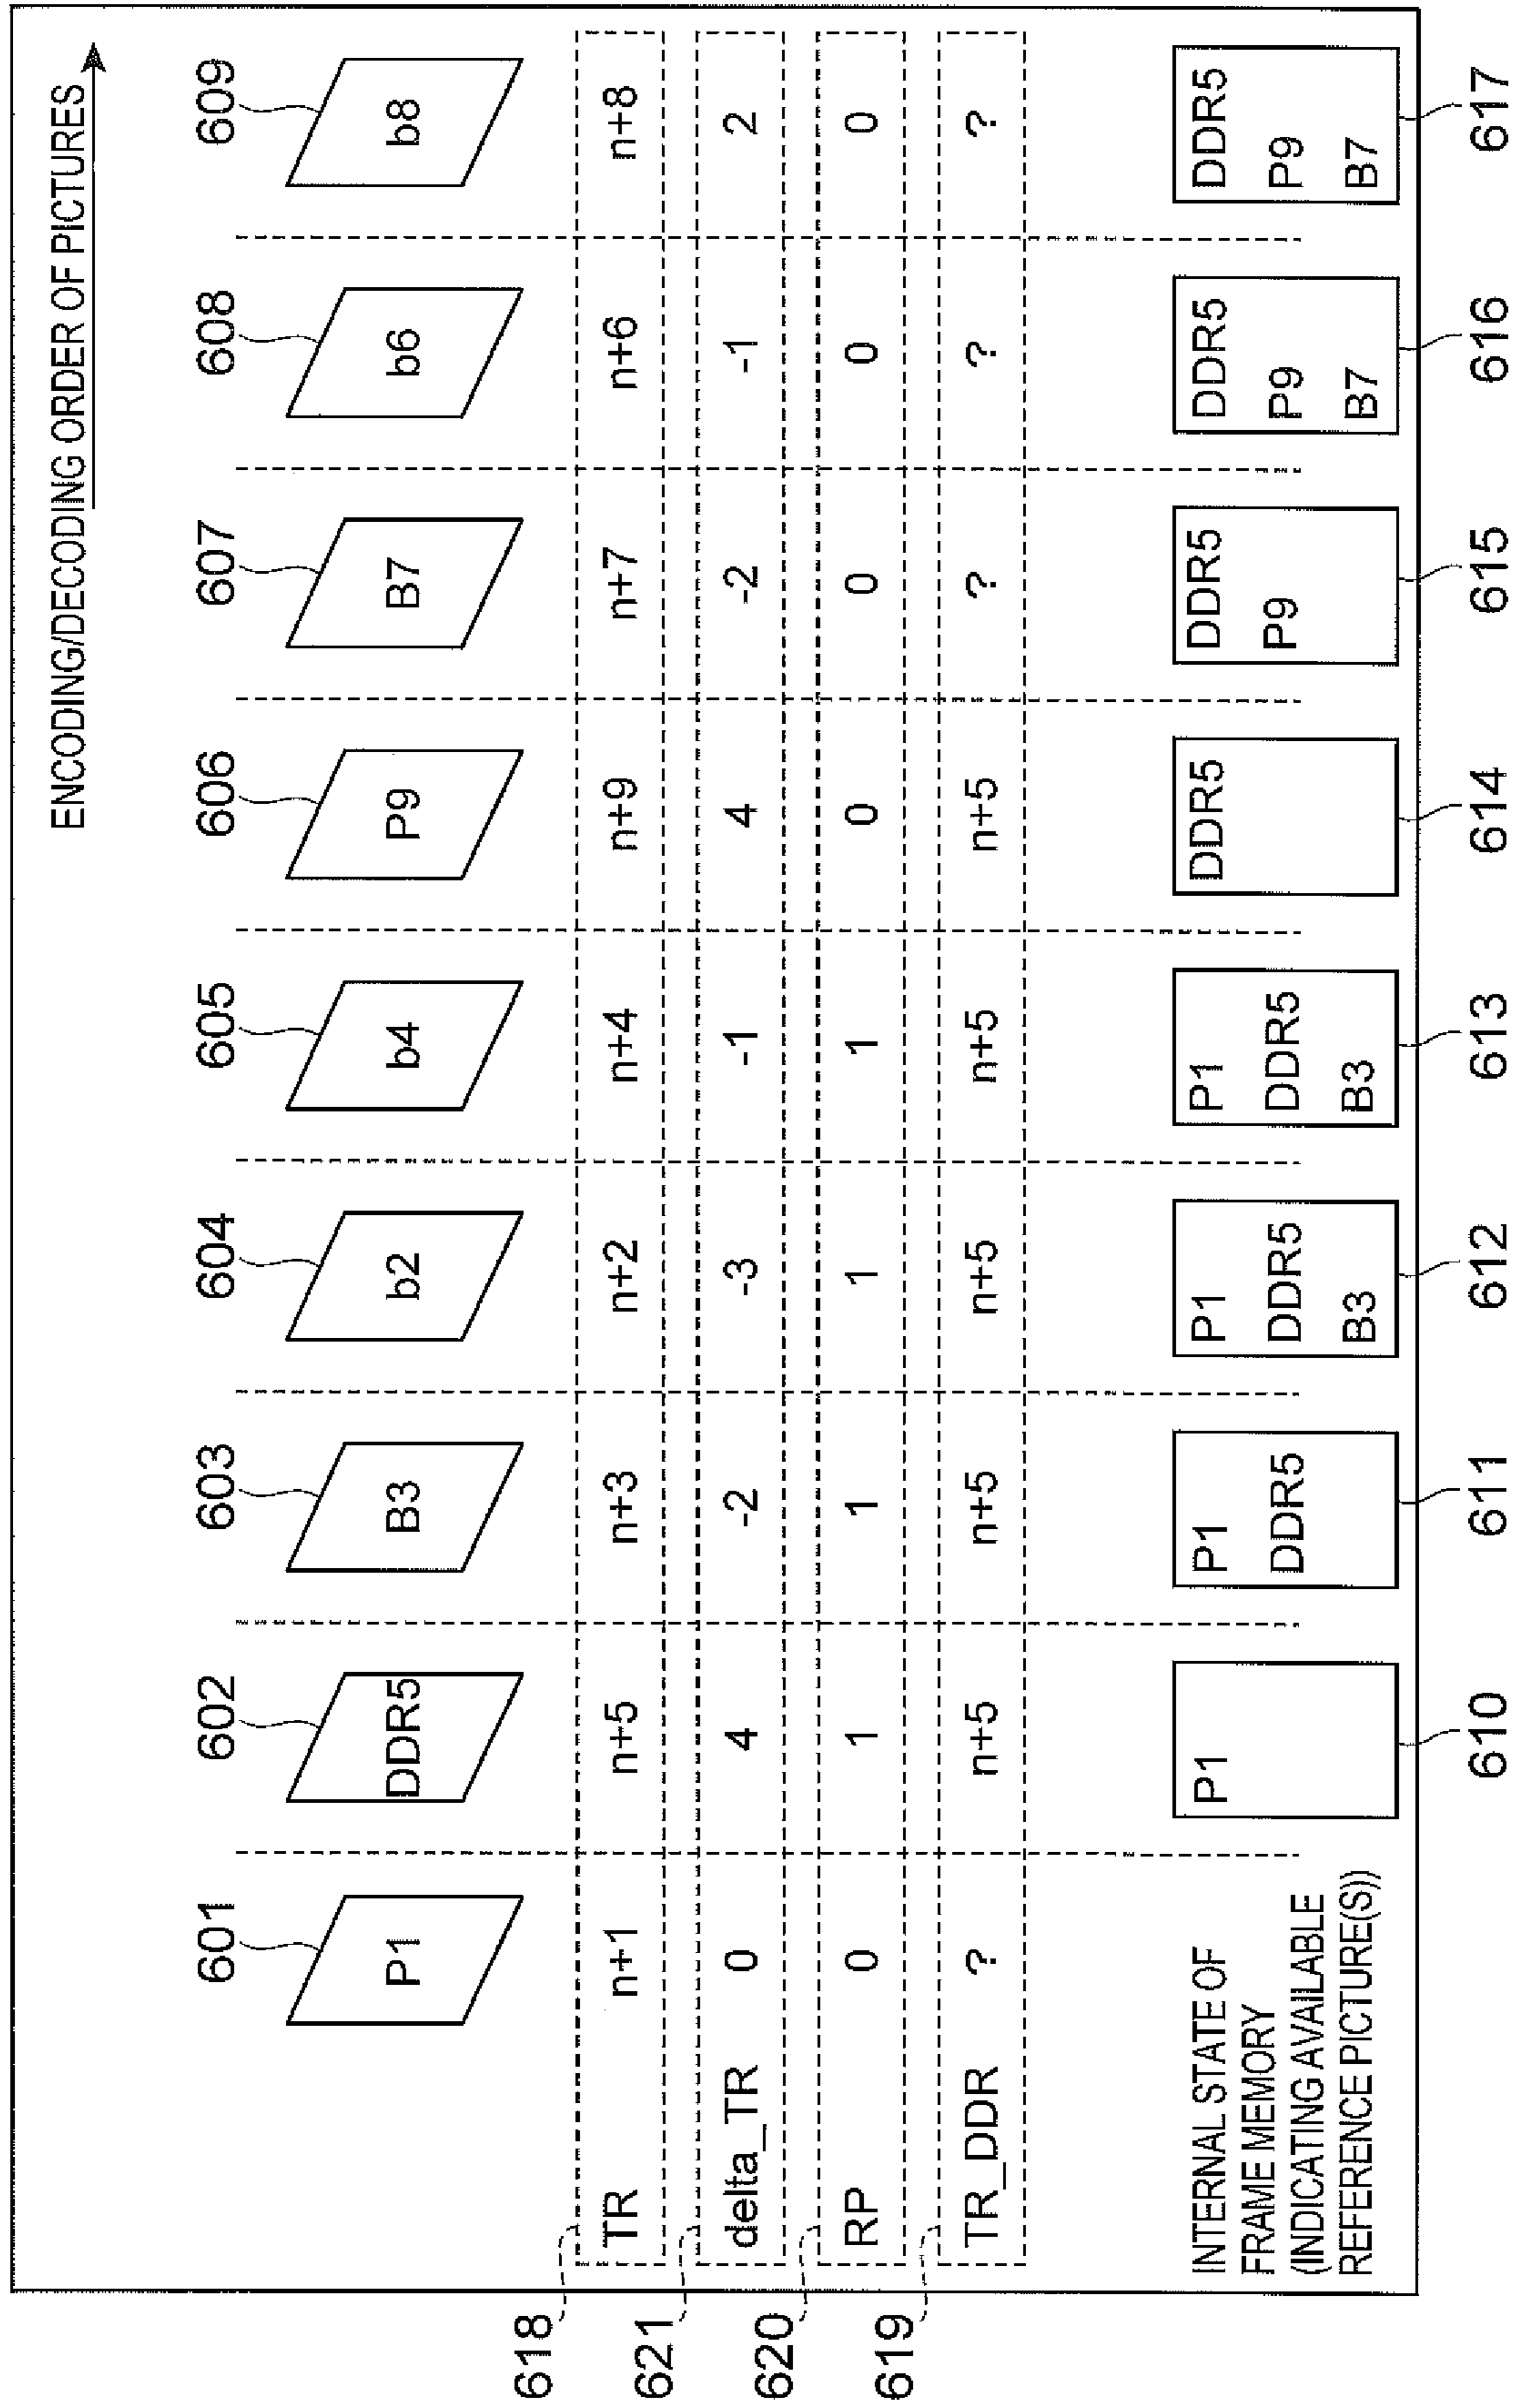 ENCODING/DECODING ORDER OF PICTURES
601 602 603 604 605 606 607 608 609
P1 DDR5 B3 b2 b4 P9 B7 b6 b8
618 TR n+1 n+5 n+3 n+2 n+4 n+9 n+7 n+6 n+8
621 delta_TR 0 4 -2 -3 -1 4 -2 -1 2
620 RP 0 1 1 1 1 0 0 0 0
619 TR_DDR ? n+5 n+5 n+5 n+5 n+5 ? ? ?
INTERNAL STATE OF
FRAME MEMORY
(INDICATING AVAILABLE
REFERENCE PICTURE(S))
P1
610
P1
DDR5
611
P1
DDR5
B3
612
P1
DDR5
B3
613
DDR5
614
DDR5
P9
615
DDR5
P9
B7
616
DDR5
P9
B7
617